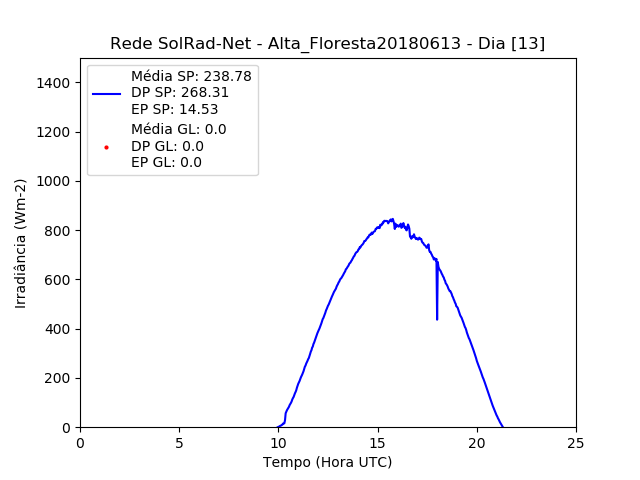 Rede SolRad-Net - Alta_Floresta20180613 - Dia [13]
Média SP: 238.78
DP SP: 268.31
EP SP: 14.53
Média GL: 0.0
DP GL: 0.0
EP GL: 0.0
1400
1200
1000
800
600
400
200
0
Irradiância (Wm-2)
0 5 10 15 20 25
Tempo (Hora UTC)